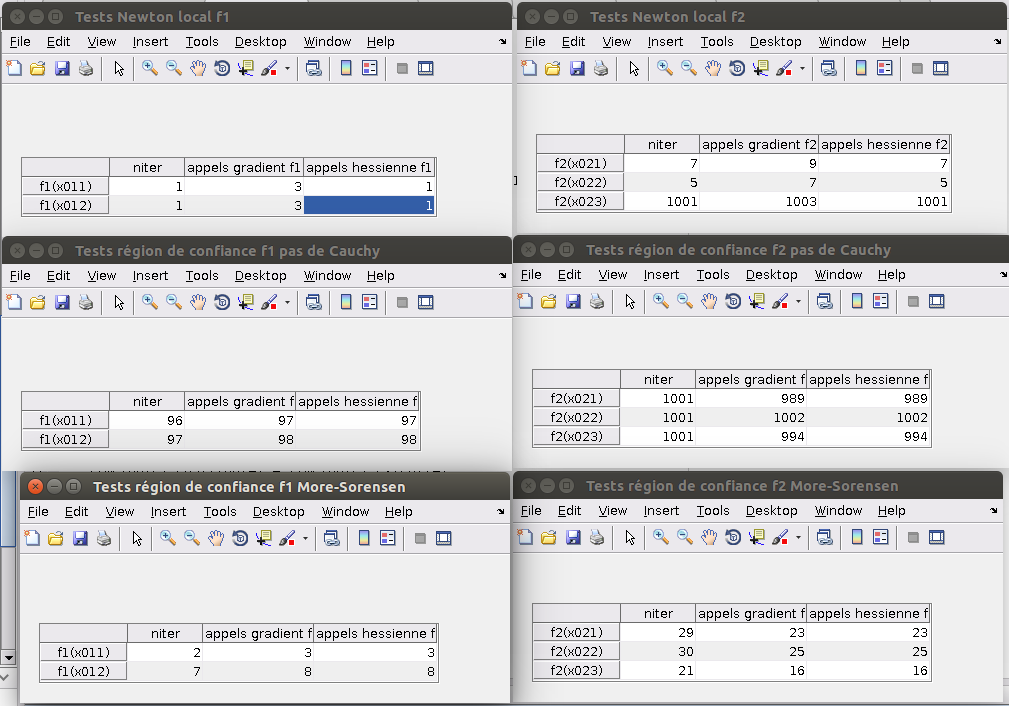 Tests Newton local f1
File Edit View Insert Tools Desktop Window Help
niter appels gradient f1 appels hessienne f1
f1(x011) 1 3 1
f1(x012) 1 3 1
Tests Newton local f2
File Edit View Insert Tools Desktop Window Help
niter appels gradient f2 appels hessienne f2
f2(x021) 7 9 7
f2(x022) 5 7 5
f2(x023) 1001 1003 1001
Tests région de confiance f1 pas de Cauchy
File Edit View Insert Tools Desktop Window Help
niter appels gradient f appels hessienne f
f1(x011) 96 97 97
f1(x012) 97 98 98
Tests région de confiance f2 pas de Cauchy
File Edit View Insert Tools Desktop Window Help
niter appels gradient f appels hessienne f
f2(x021) 1001 989 989
f2(x022) 1001 1002 1002
f2(x023) 1001 994 994
Tests région de confiance f1 More-Sorensen
File Edit View Insert Tools Desktop Window Help
niter appels gradient f appels hessienne f
f1(x011) 2 3 3
f1(x012) 7 8 8
Tests région de confiance f2 More-Sorensen
File Edit View Insert Tools Desktop Window Help
niter appels gradient f appels hessienne f
f2(x021) 29 23 23
f2(x022) 30 25 25
f2(x023) 21 16 16